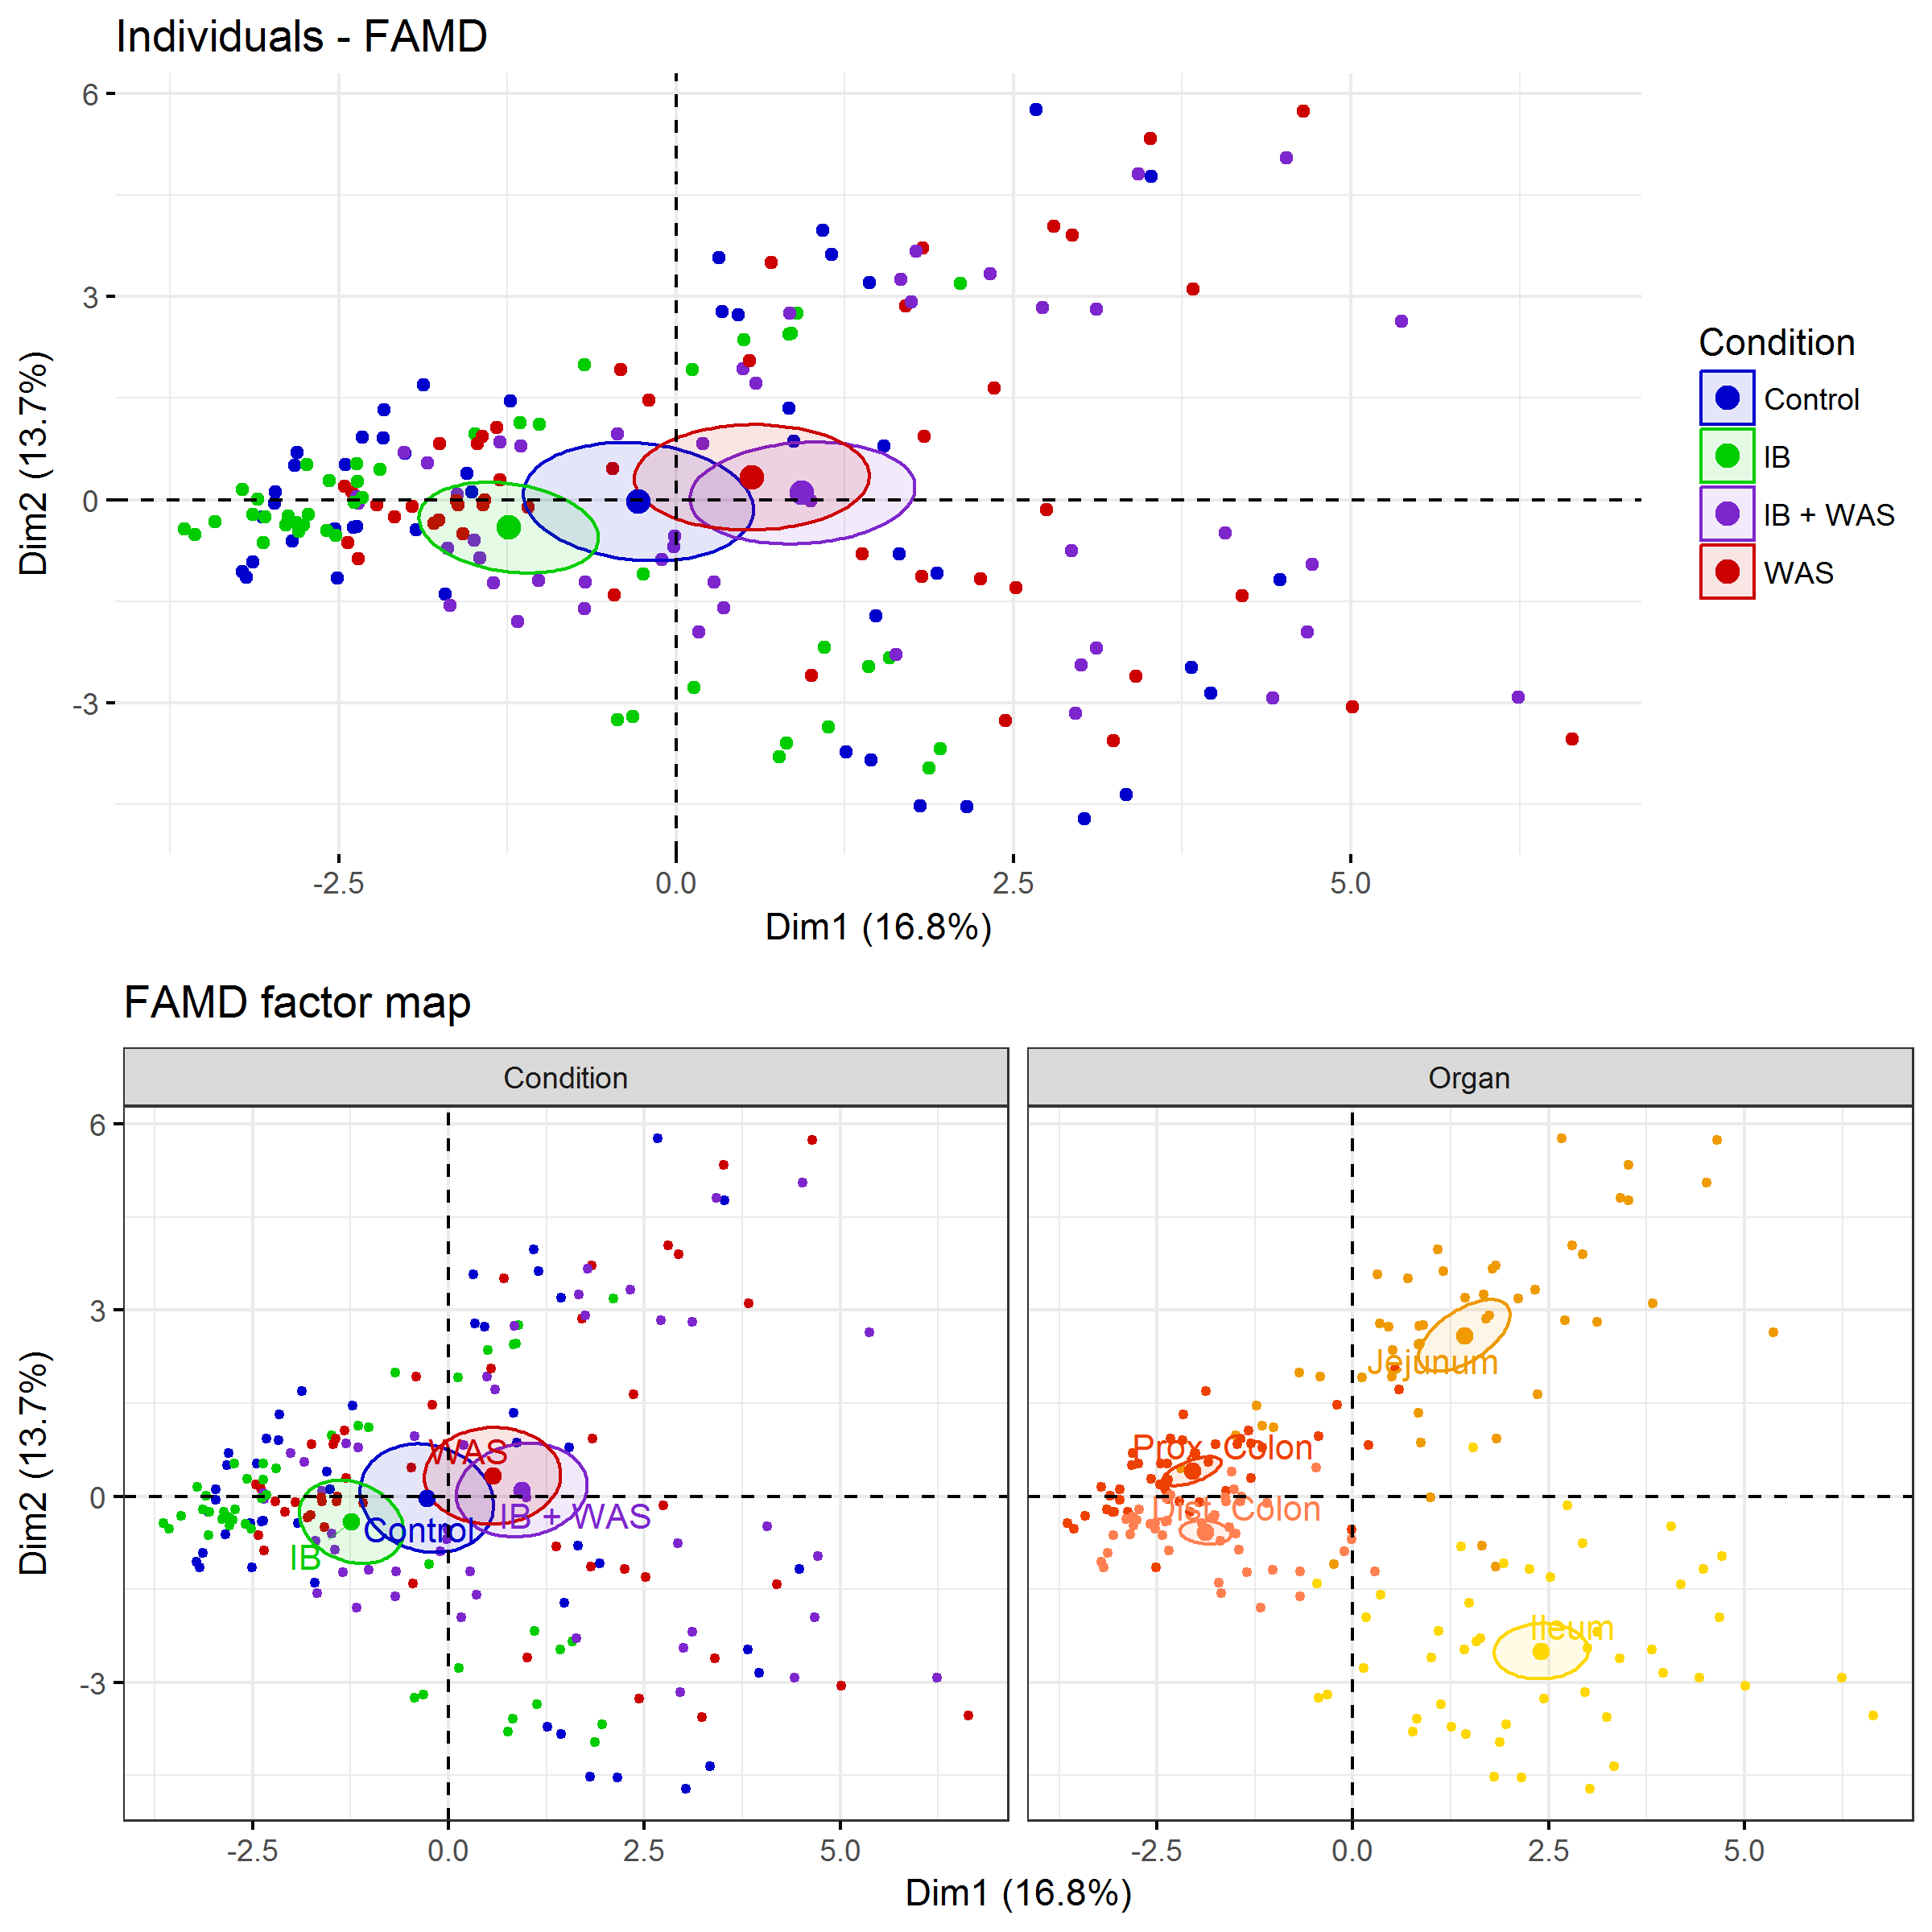 Individuals - FAMD
6
3
0
-3
Dim2 (13.7%)
-2.5 0.0 2.5 5.0
Dim1 (16.8%)
Condition
Control
IB
IB + WAS
WAS
FAMD factor map
Condition
Organ
6
3
0
-3
Dim2 (13.7%)
WAS
IB + WAS
Control
IB
Jejunum
Prox. Colon
Dist. Colon
Ileum
-2.5 0.0 2.5 5.0
-2.5 0.0 2.5 5.0
Dim1 (16.8%)